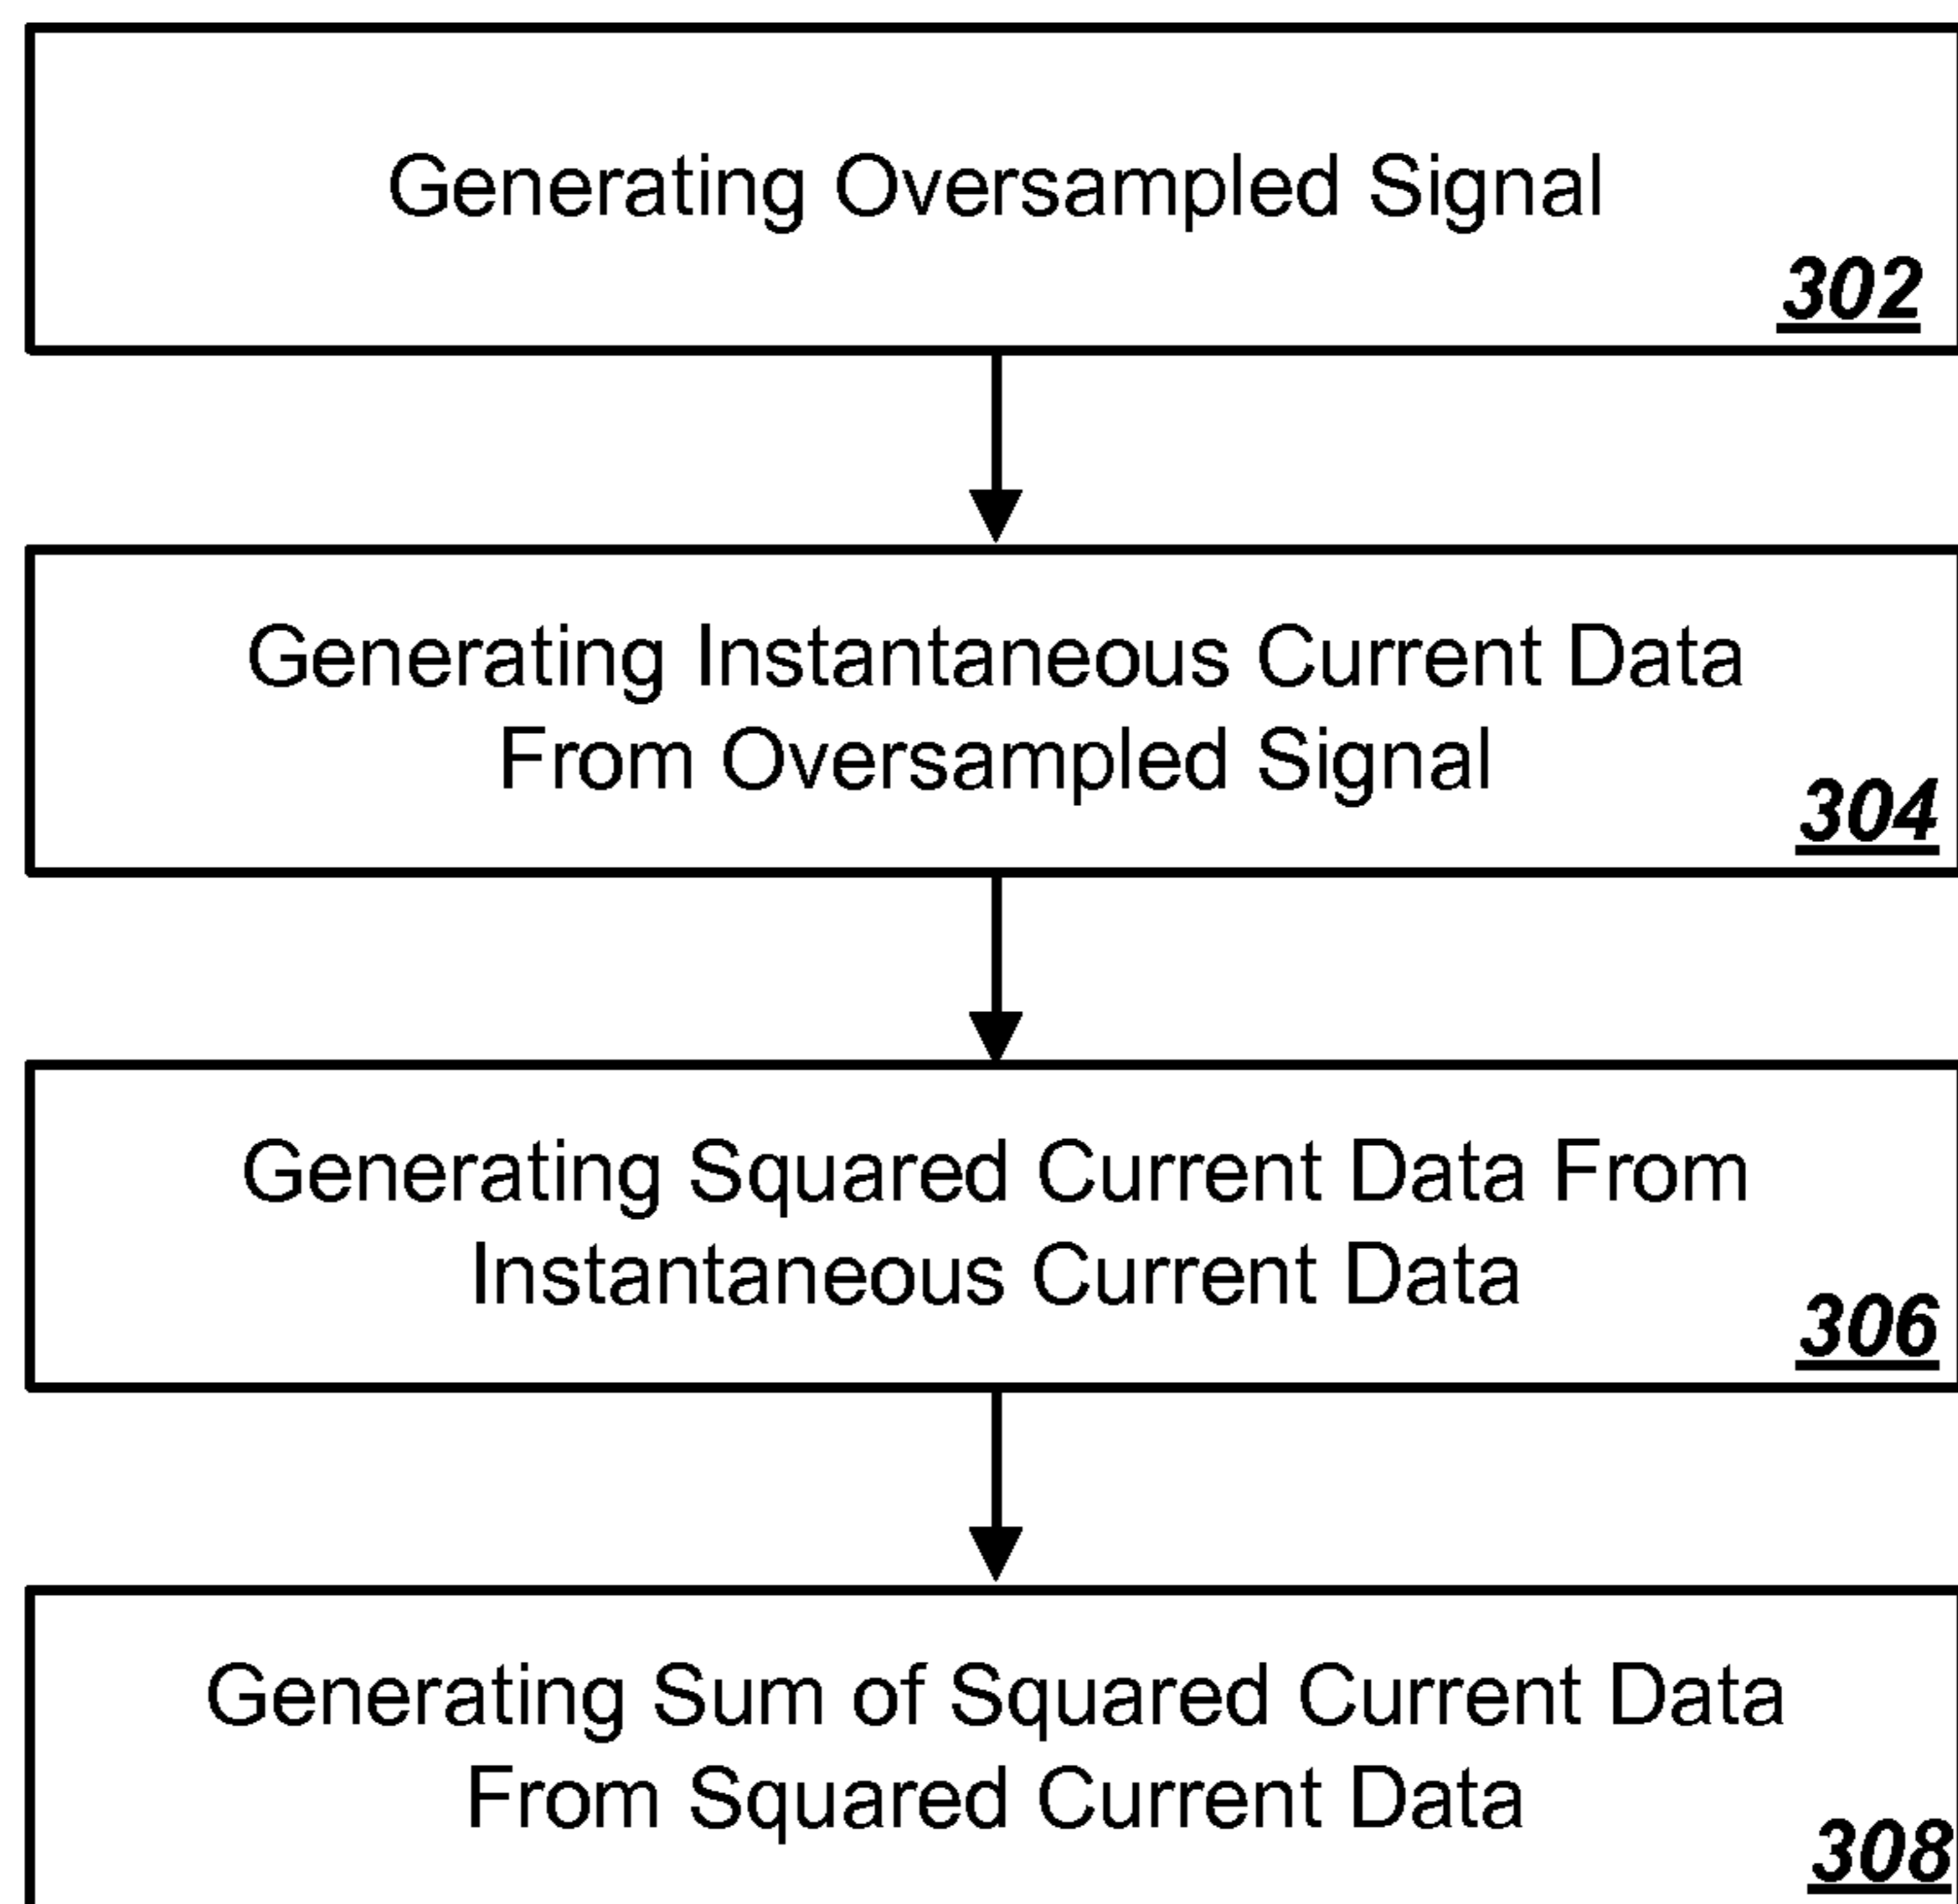 Generating Oversampled Signal
302
Generating Instantaneous Current Data
From Oversampled Signal
304
Generating Squared Current Data From
Instantaneous Current Data
306
Generating Sum of Squared Current Data
From Squared Current Data
308